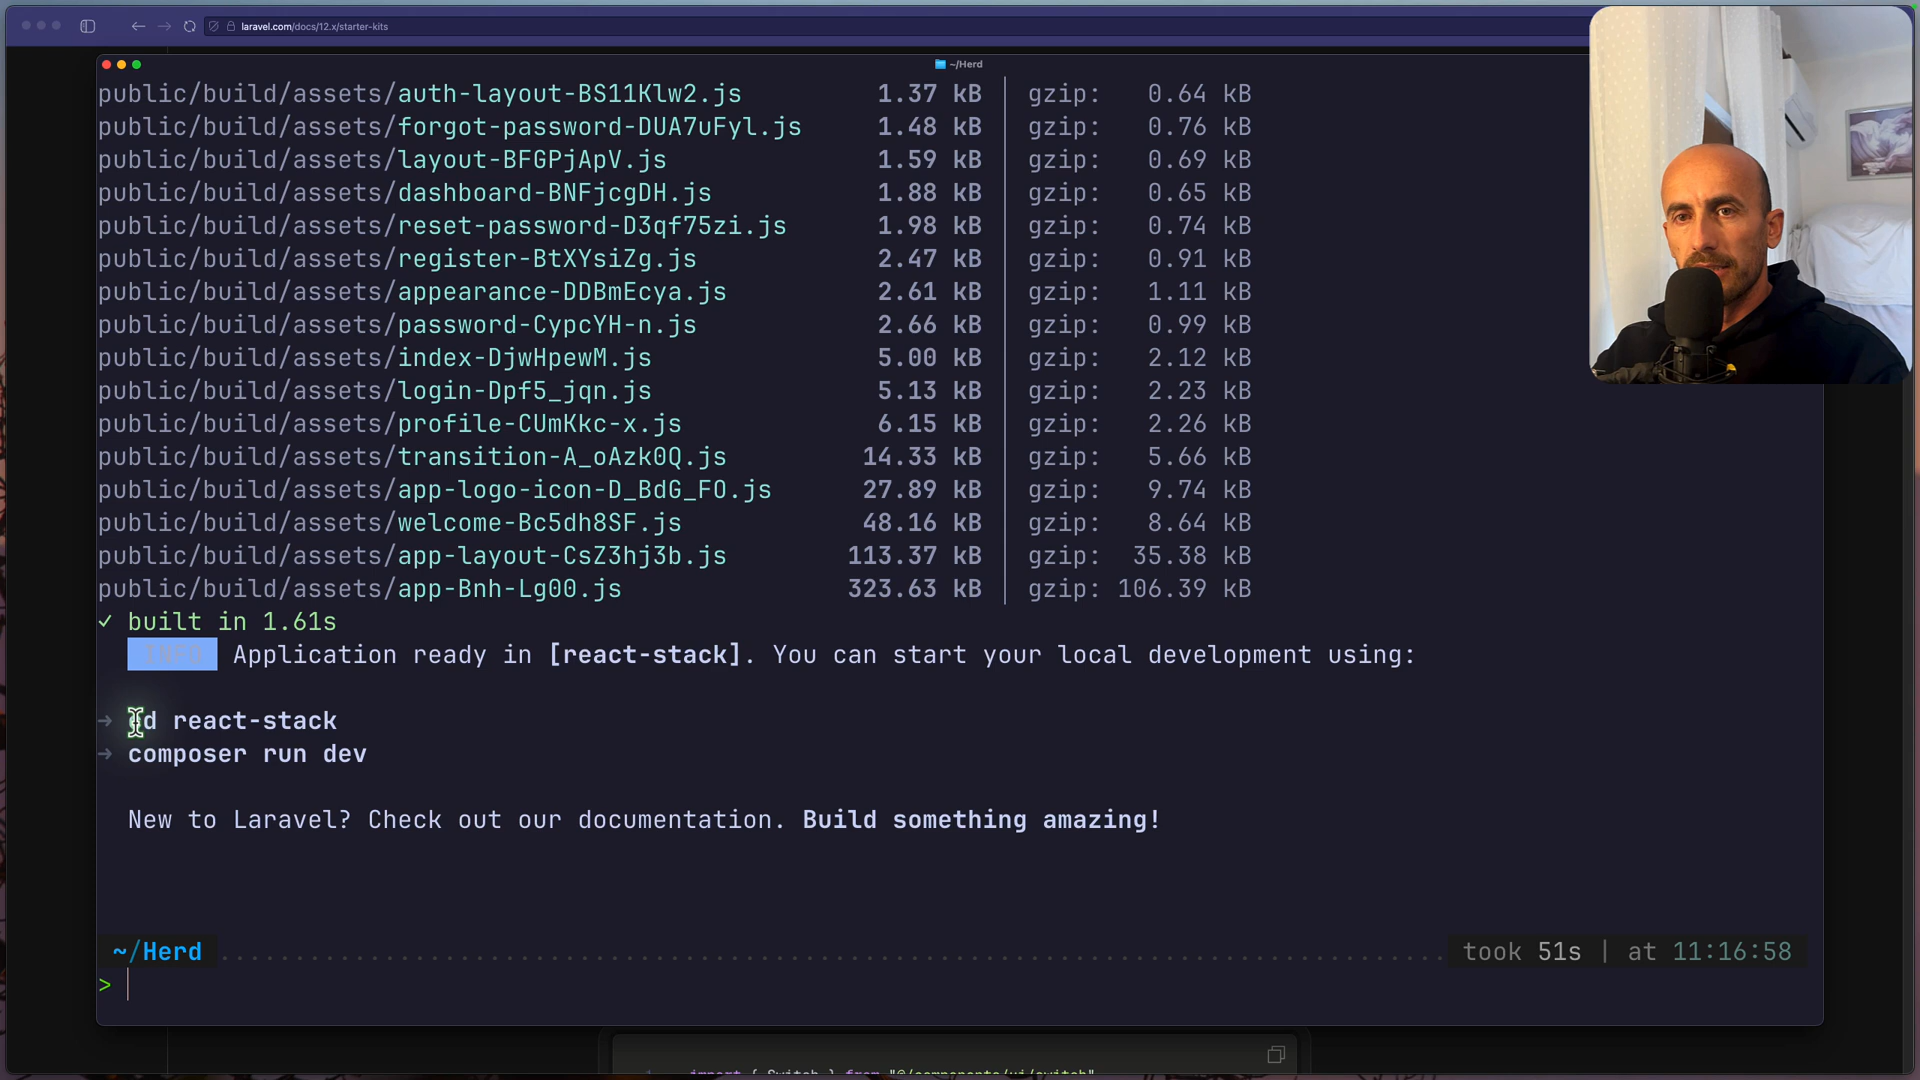 laravel.com/docs/12.x/starter-kits
~/Herd
public/build/assets/auth-layout-BS11Klw2.js 1.37 kB │ gzip: 0.64 kB
public/build/assets/forgot-password-DUA7uFyl.js 1.48 kB │ gzip: 0.76 kB
public/build/assets/layout-BFGPjApV.js 1.59 kB │ gzip: 0.69 kB
public/build/assets/dashboard-BNFjcgDH.js 1.88 kB │ gzip: 0.65 kB
public/build/assets/reset-password-D3qf75zi.js 1.98 kB │ gzip: 0.74 kB
public/build/assets/register-BtXYsiZg.js 2.47 kB │ gzip: 0.91 kB
public/build/assets/appearance-DDBmEcya.js 2.61 kB │ gzip: 1.11 kB
public/build/assets/password-CypcYH-n.js 2.66 kB │ gzip: 0.99 kB
public/build/assets/index-DjwHpewM.js 5.00 kB │ gzip: 2.12 kB
public/build/assets/login-Dpf5_jqn.js 5.13 kB │ gzip: 2.23 kB
public/build/assets/profile-CUmKkc-x.js 6.15 kB │ gzip: 2.26 kB
public/build/assets/transition-A_oAzk0Q.js 14.33 kB │ gzip: 5.66 kB
public/build/assets/app-logo-icon-D_BdG_FO.js 27.89 kB │ gzip: 9.74 kB
public/build/assets/welcome-Bc5dh8SF.js 48.16 kB │ gzip: 8.64 kB
public/build/assets/app-layout-CsZ3hj3b.js 113.37 kB │ gzip: 35.38 kB
public/build/assets/app-Bnh-Lg00.js 323.63 kB │ gzip: 106.39 kB
✓ built in 1.61s
INFO Application ready in [react-stack]. You can start your local development using:
➜ cd react-stack
➜ composer run dev
New to Laravel? Check out our documentation. Build something amazing!
~/Herd took 51s | at 11:16:58
>
1 import { Switch } from "@/components/ui/switch"